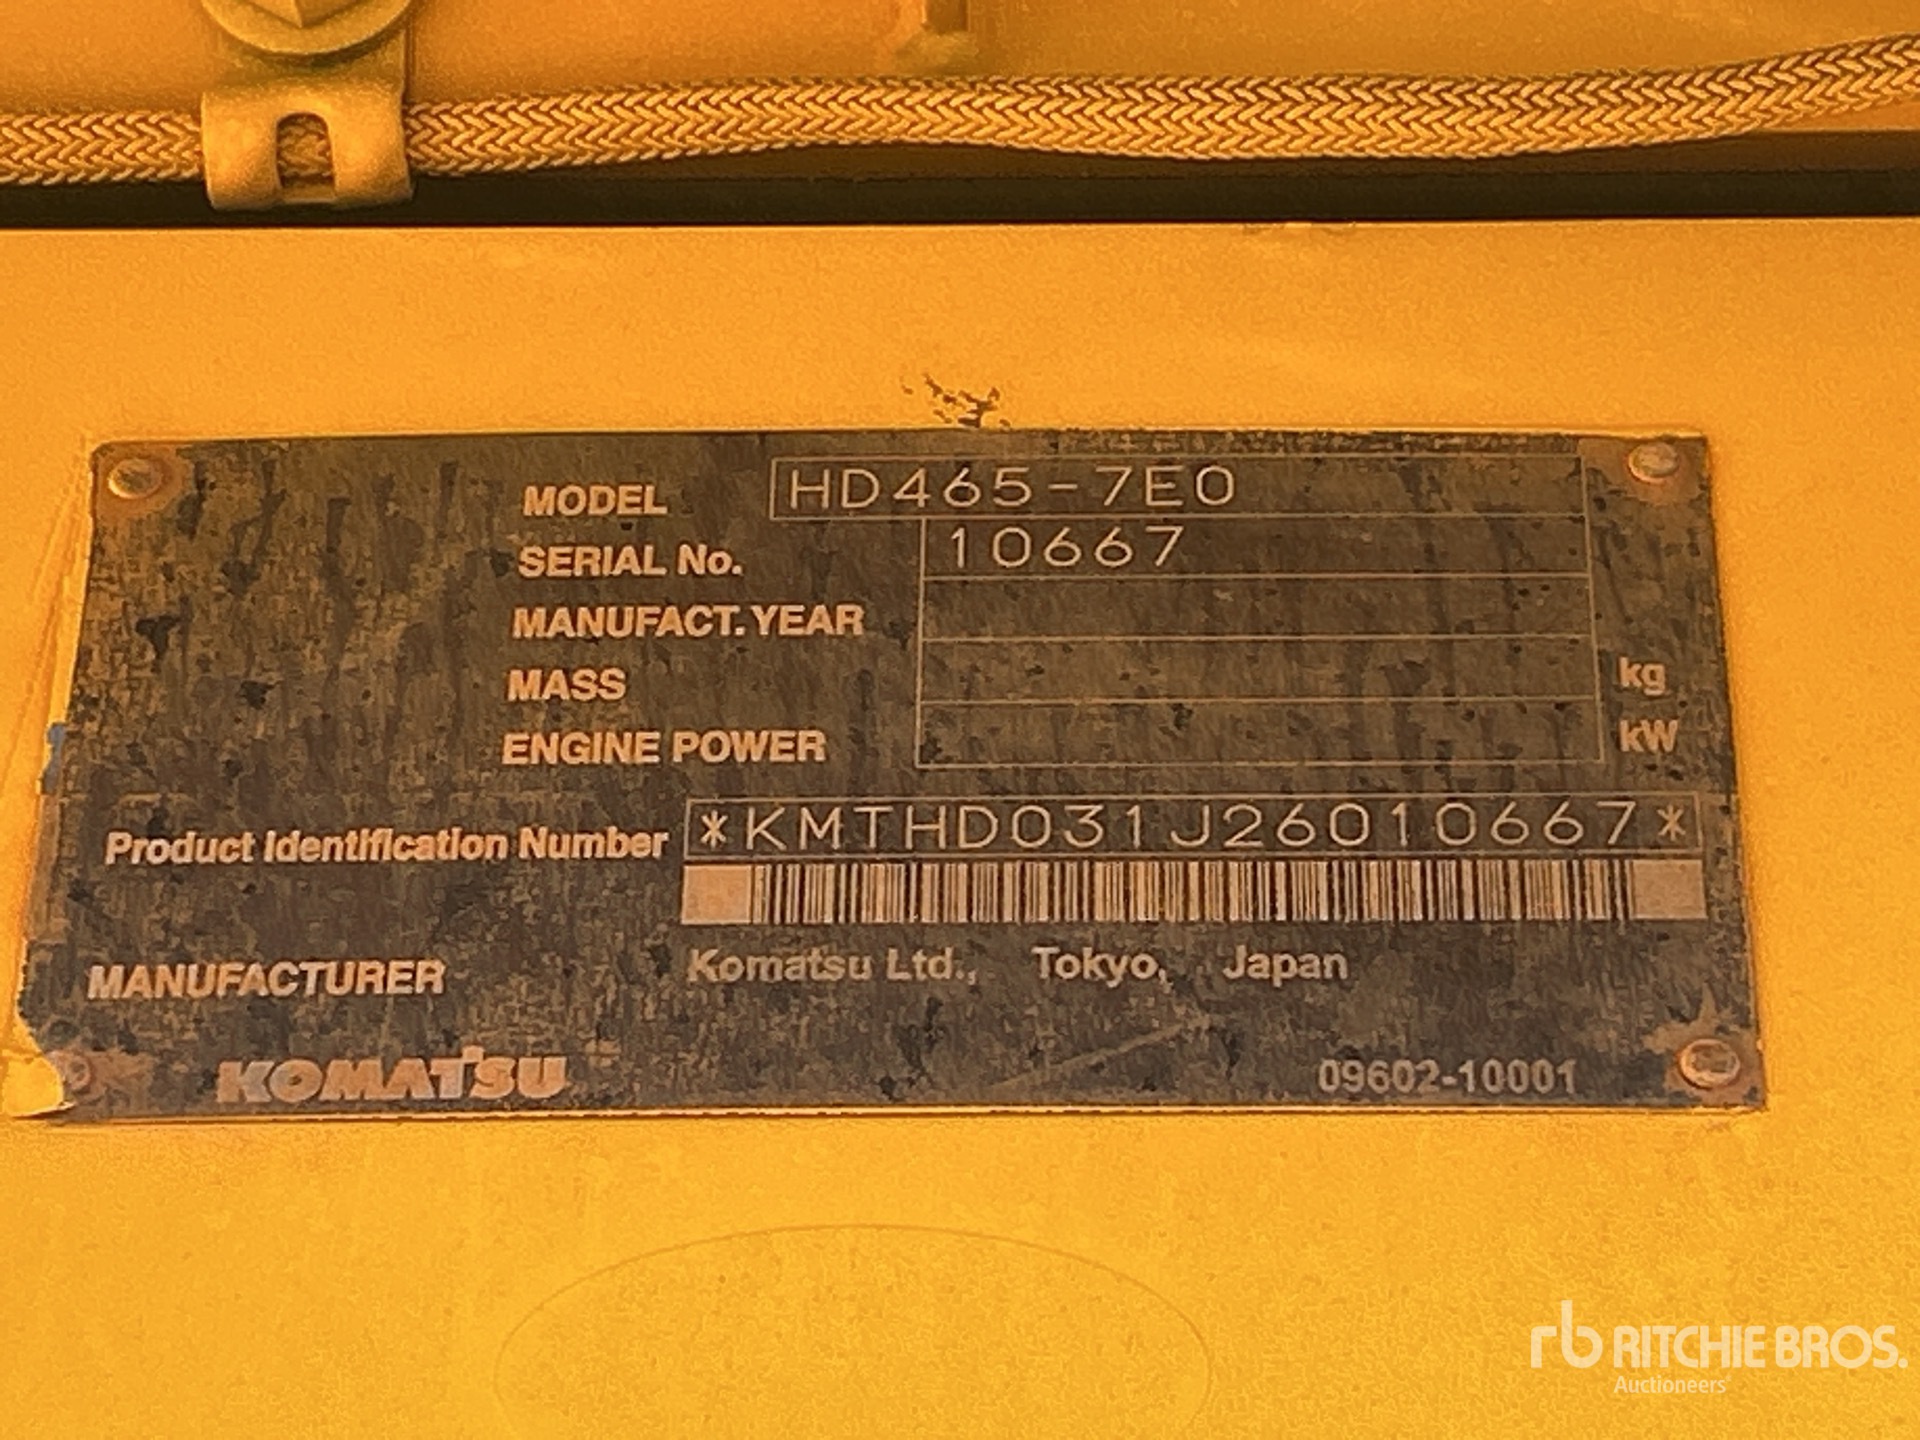 MODEL HD465-7E0
SERIAL No. 10667
MANUFACT. YEAR
MASS kg
ENGINE POWER kW
Product Identification Number *KMTHD031J26010667*
MANUFACTURER Komatsu Ltd., Tokyo, Japan
KOMATSU 09602-10001
rb RITCHIE BROS.
Auctioneers